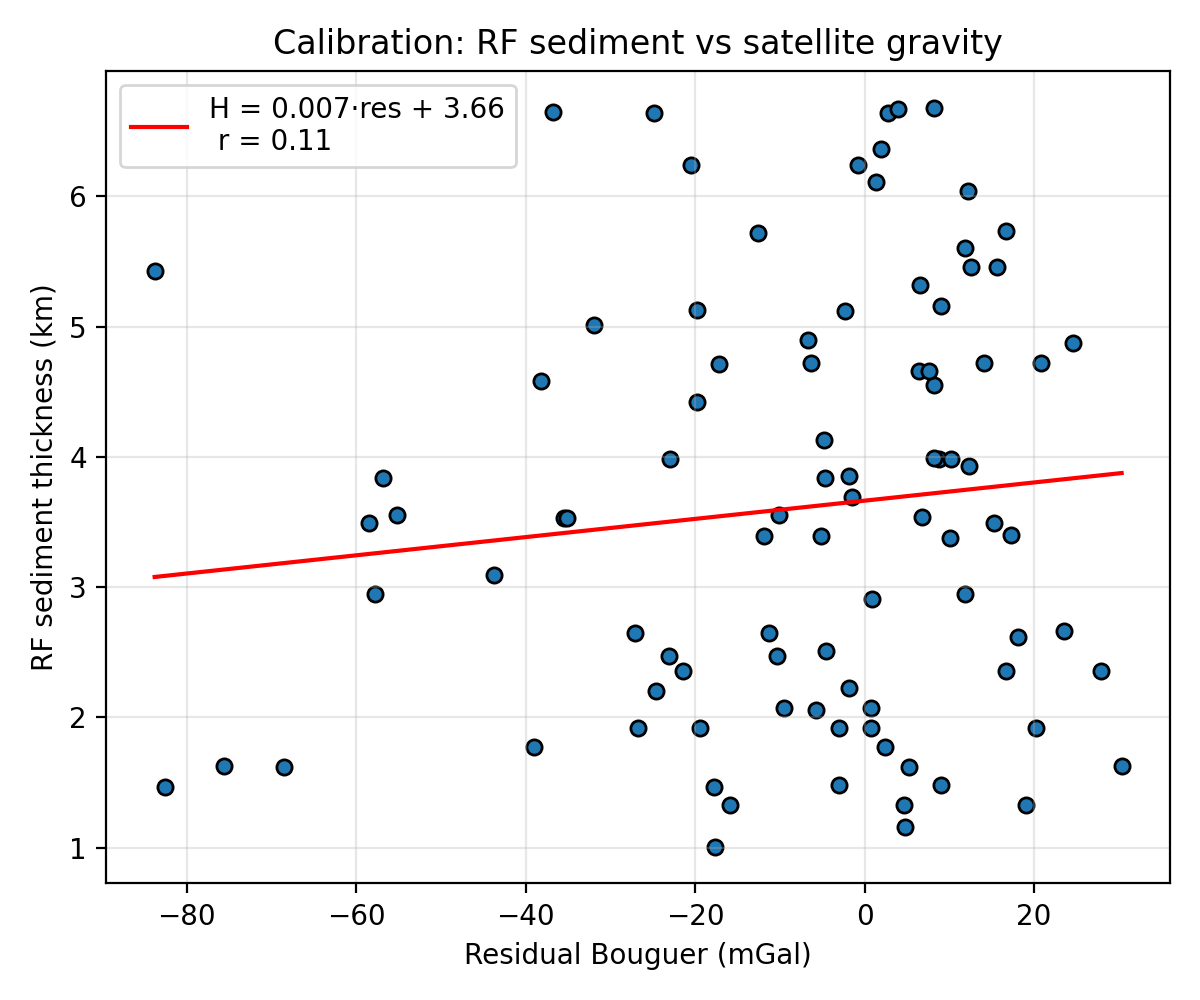 Calibration: RF sediment vs satellite gravity
H = 0.007·res + 3.66
r = 0.11
RF sediment thickness (km)
6
5
4
3
2
1
−80 −60 −40 −20 0 20
Residual Bouguer (mGal)